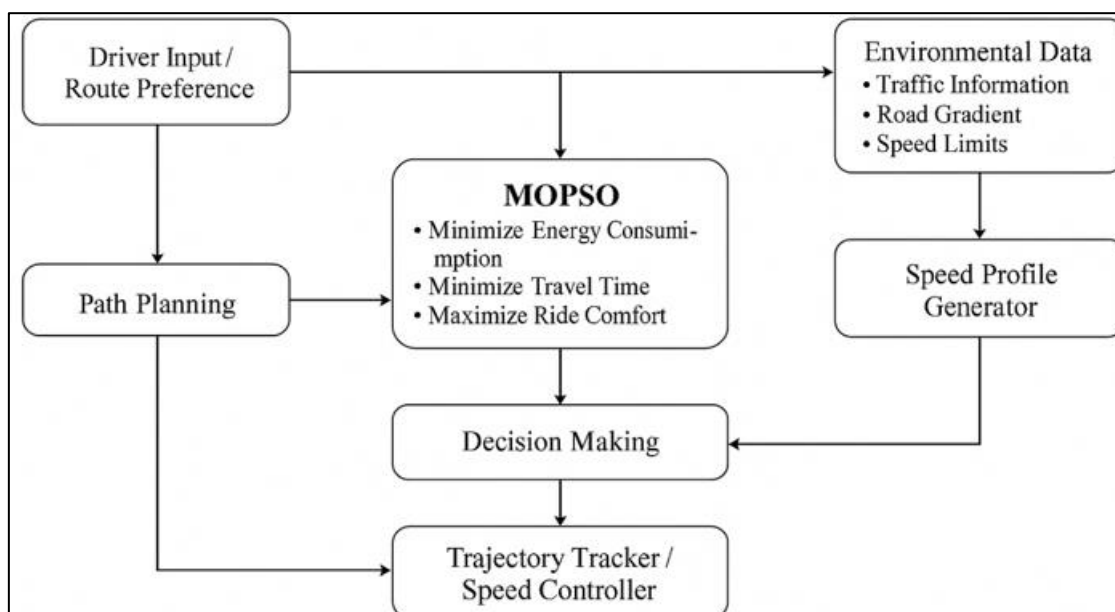 Driver Input /
Route Preference
Environmental Data
• Traffic Information
• Road Gradient
• Speed Limits
MOPSO
• Minimize Energy Consumi-
mption
• Minimize Travel Time
• Maximize Ride Comfort
Path Planning
Speed Profile
Generator
Decision Making
Trajectory Tracker /
Speed Controller